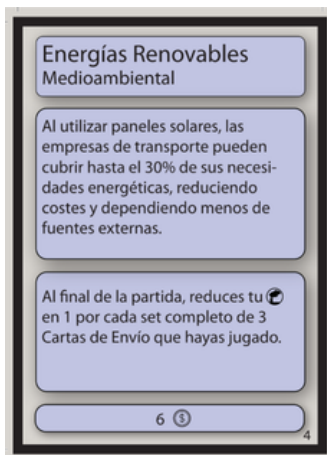 Energías Renovables
Medioambiental
Al utilizar paneles solares, las
empresas de transporte pueden
cubrir hasta el 30% de sus necesi-
dades energéticas, reduciendo
costes y dependiendo menos de
fuentes externas.
Al final de la partida, reduces tu
en 1 por cada set completo de 3
Cartas de Envío que hayas jugado.
6 $
4